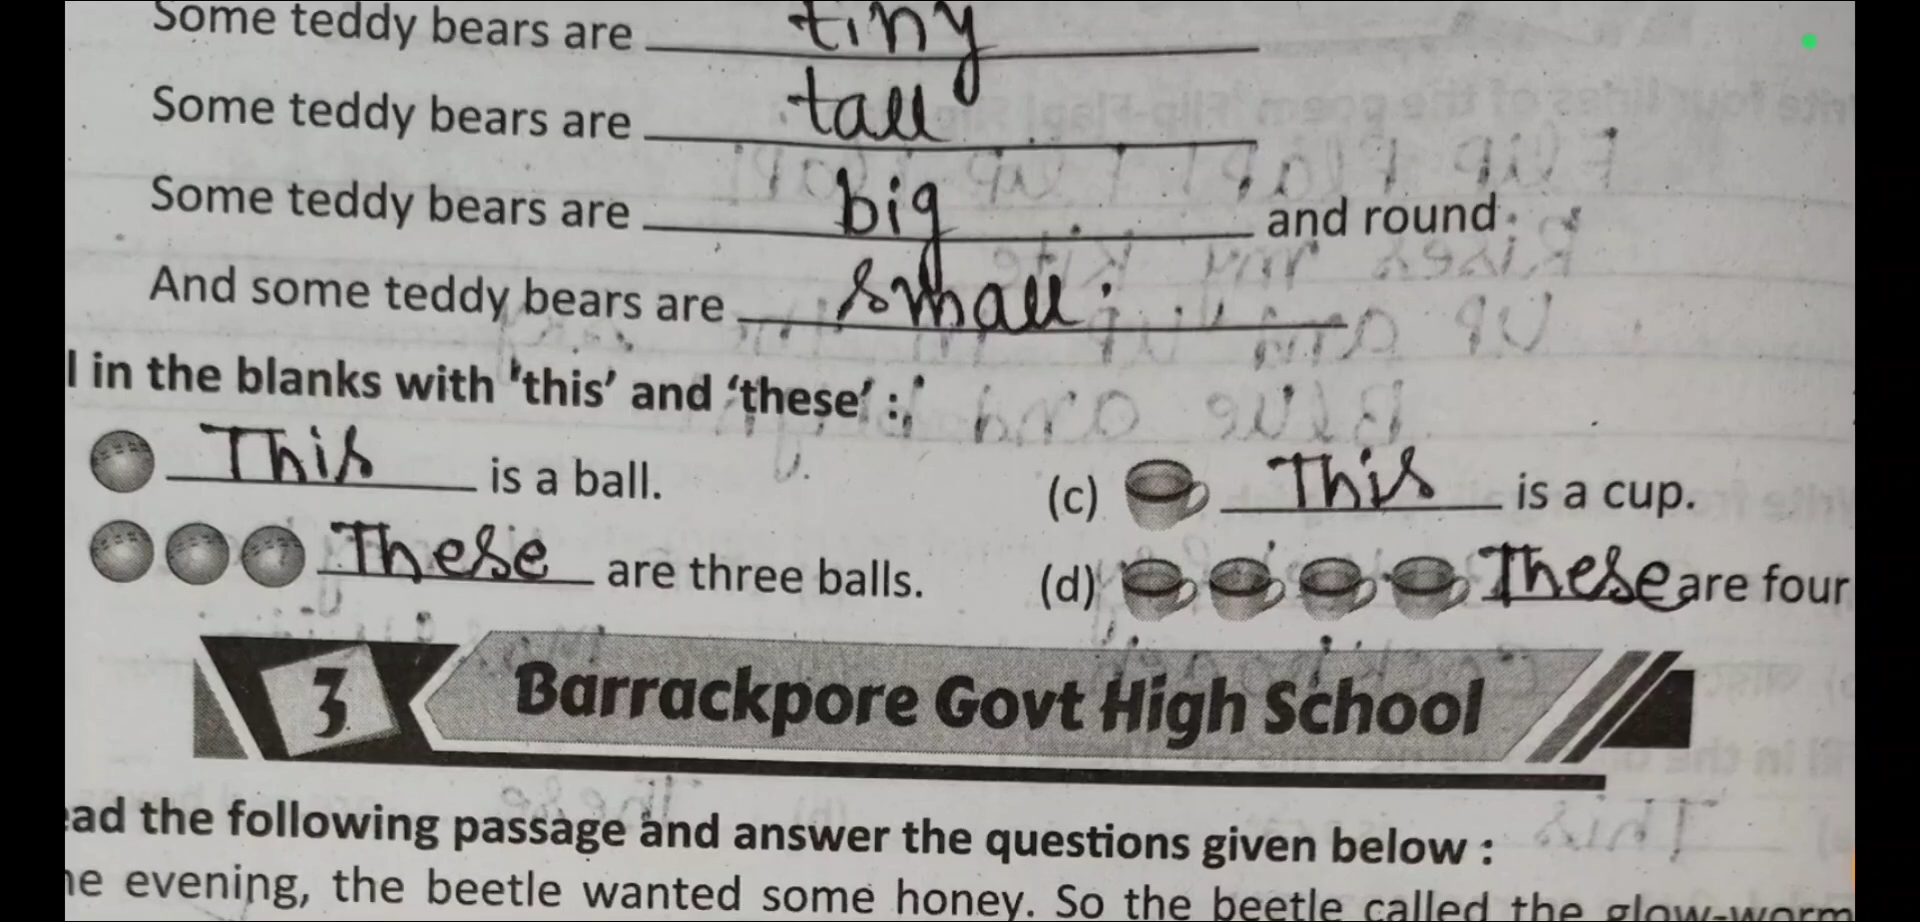 Some teddy bears are tiny
Some teddy bears are tall
Some teddy bears are big and round.
And some teddy bears are small.
l in the blanks with 'this' and 'these' :
This is a ball.
(c) This is a cup.
These are three balls.
(d) These are four
3 Barrackpore Govt High School
ad the following passage and answer the questions given below :
he evening, the beetle wanted some honey. So the beetle called the glow-worm